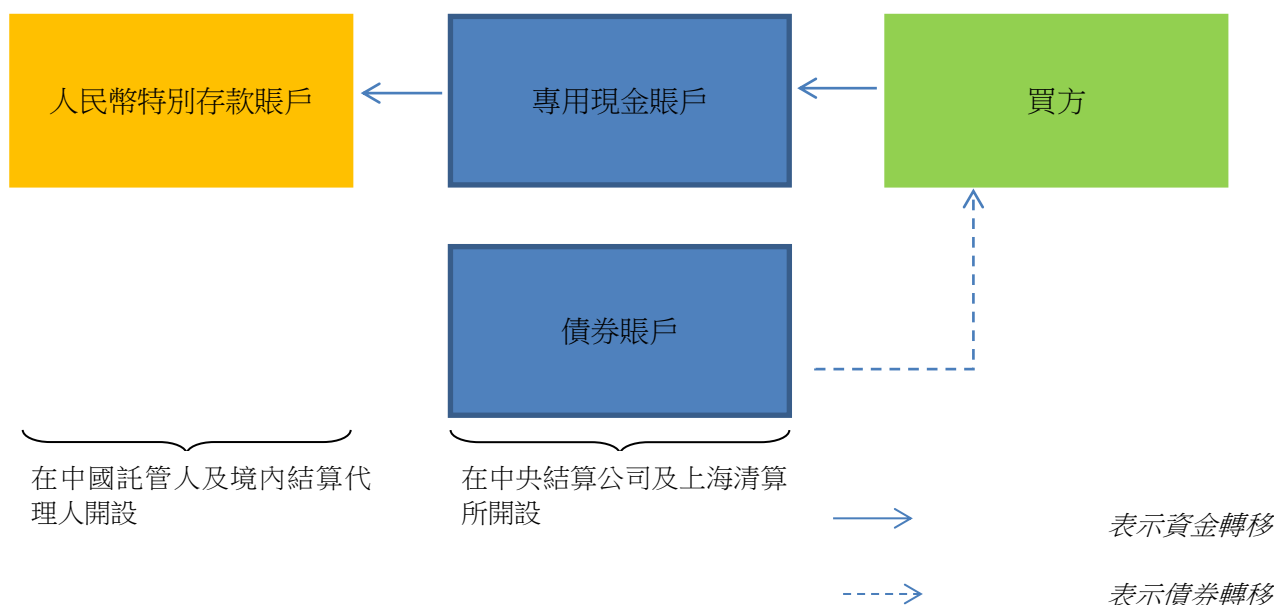 人民幣特別存款賬戶
專用現金賬戶
買方
債券賬戶
在中國託管人及境內結算代
理人開設
在中央結算公司及上海清算
所開設
表示資金轉移
表示債券轉移